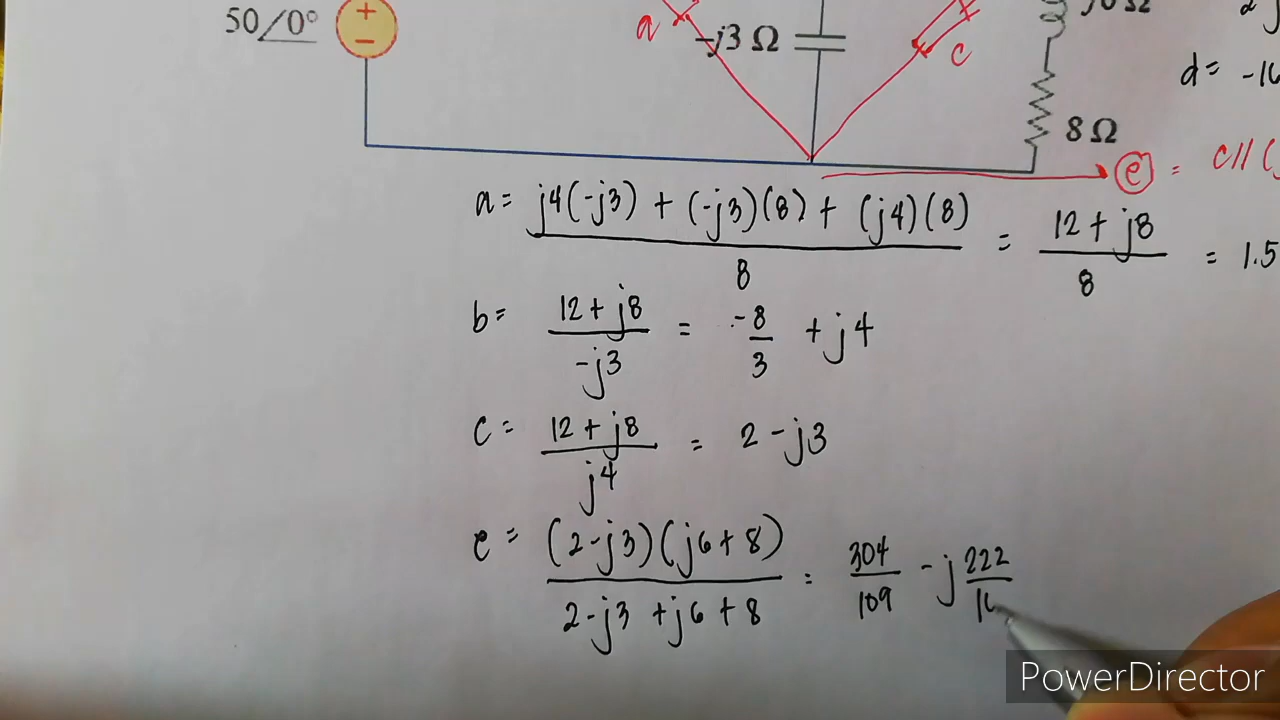 50/0°
+
−
a
-j3 Ω
c
8 Ω
d= -16
e = c // (
a= j4(-j3) + (-j3)(8) + (j4)(8) / 8 = 12 + j8 / 8 = 1.5
b= 12 + j8 / -j3 = -8/3 + j4
c= 12 + j8 / j4 = 2 - j3
e = (2-j3)(j6+8) / 2-j3 + j6 + 8 = 304/109 - j 222/1
PowerDirector